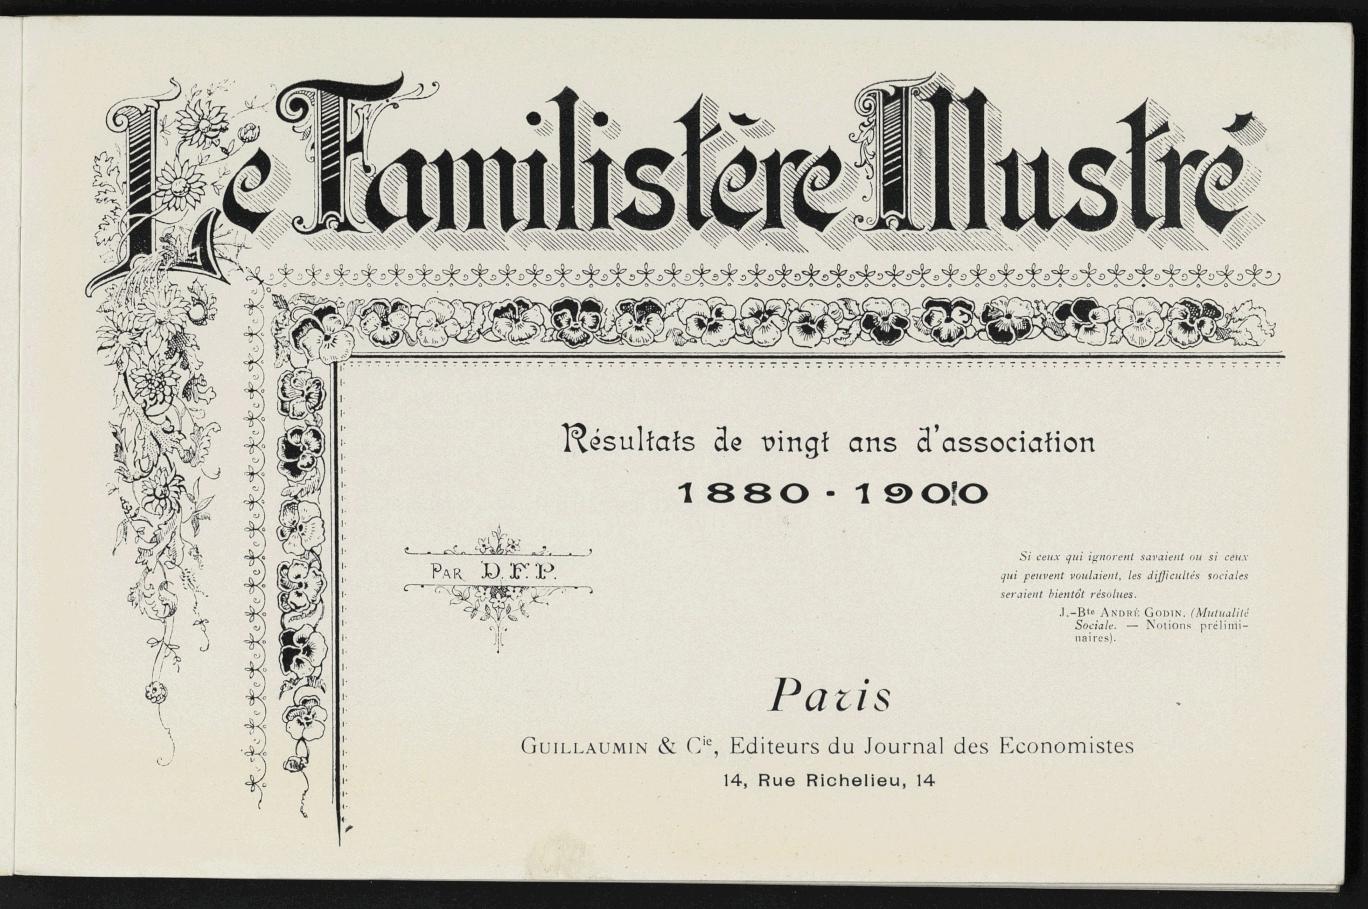 Le Familistère Illustré
Résultats de vingt ans d'association
1880 - 1900
PAR D. F. P.
Si ceux qui ignorent savaient ou si ceux
qui peuvent voulaient, les difficultés sociales
seraient bientôt résolues.
J.-Bte ANDRÉ GODIN. (Mutualité
Sociale. — Notions prélimi-
naires).
Paris
GUILLAUMIN & Cie, Editeurs du Journal des Economistes
14, Rue Richelieu, 14